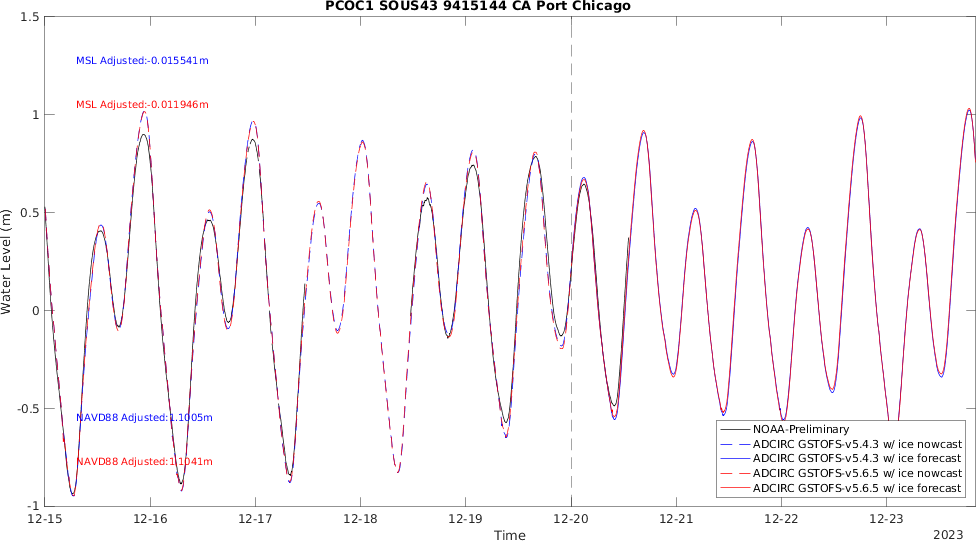 PCOC1 SOUS43 9415144 CA Port Chicago
1.5
MSL Adjusted:-0.015541m
MSL Adjusted:-0.011946m
1
0.5
Water Level (m)
0
-0.5
NAVD88 Adjusted:1.1005m
NAVD88 Adjusted:1.1041m
-1
NOAA-Preliminary
ADCIRC GSTOFS-v5.4.3 w/ ice nowcast
ADCIRC GSTOFS-v5.4.3 w/ ice forecast
ADCIRC GSTOFS-v5.6.5 w/ ice nowcast
ADCIRC GSTOFS-v5.6.5 w/ ice forecast
12-15 12-16 12-17 12-18 12-19 12-20 12-21 12-22 12-23
Time
2023